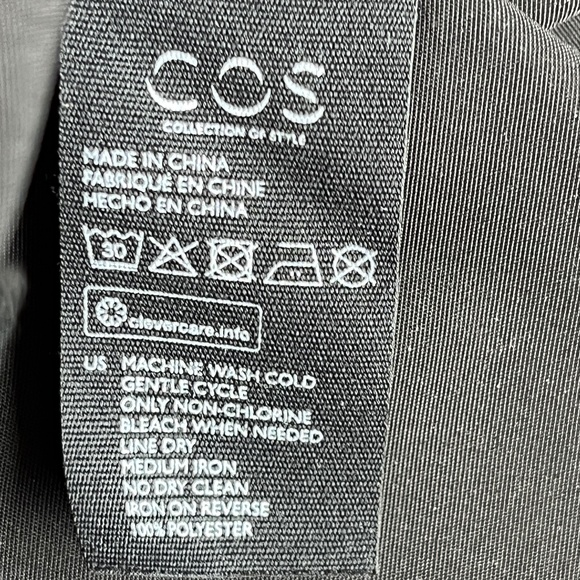 COS
COLLECTION OF STYLE
MADE IN CHINA
FABRIQUÉ EN CHINE
HECHO EN CHINA
30
clevercare.info
US MACHINE WASH COLD
GENTLE CYCLE
ONLY NON-CHLORINE
BLEACH WHEN NEEDED
LINE DRY
MEDIUM IRON
NO DRY CLEAN
IRON ON REVERSE
100% POLYESTER